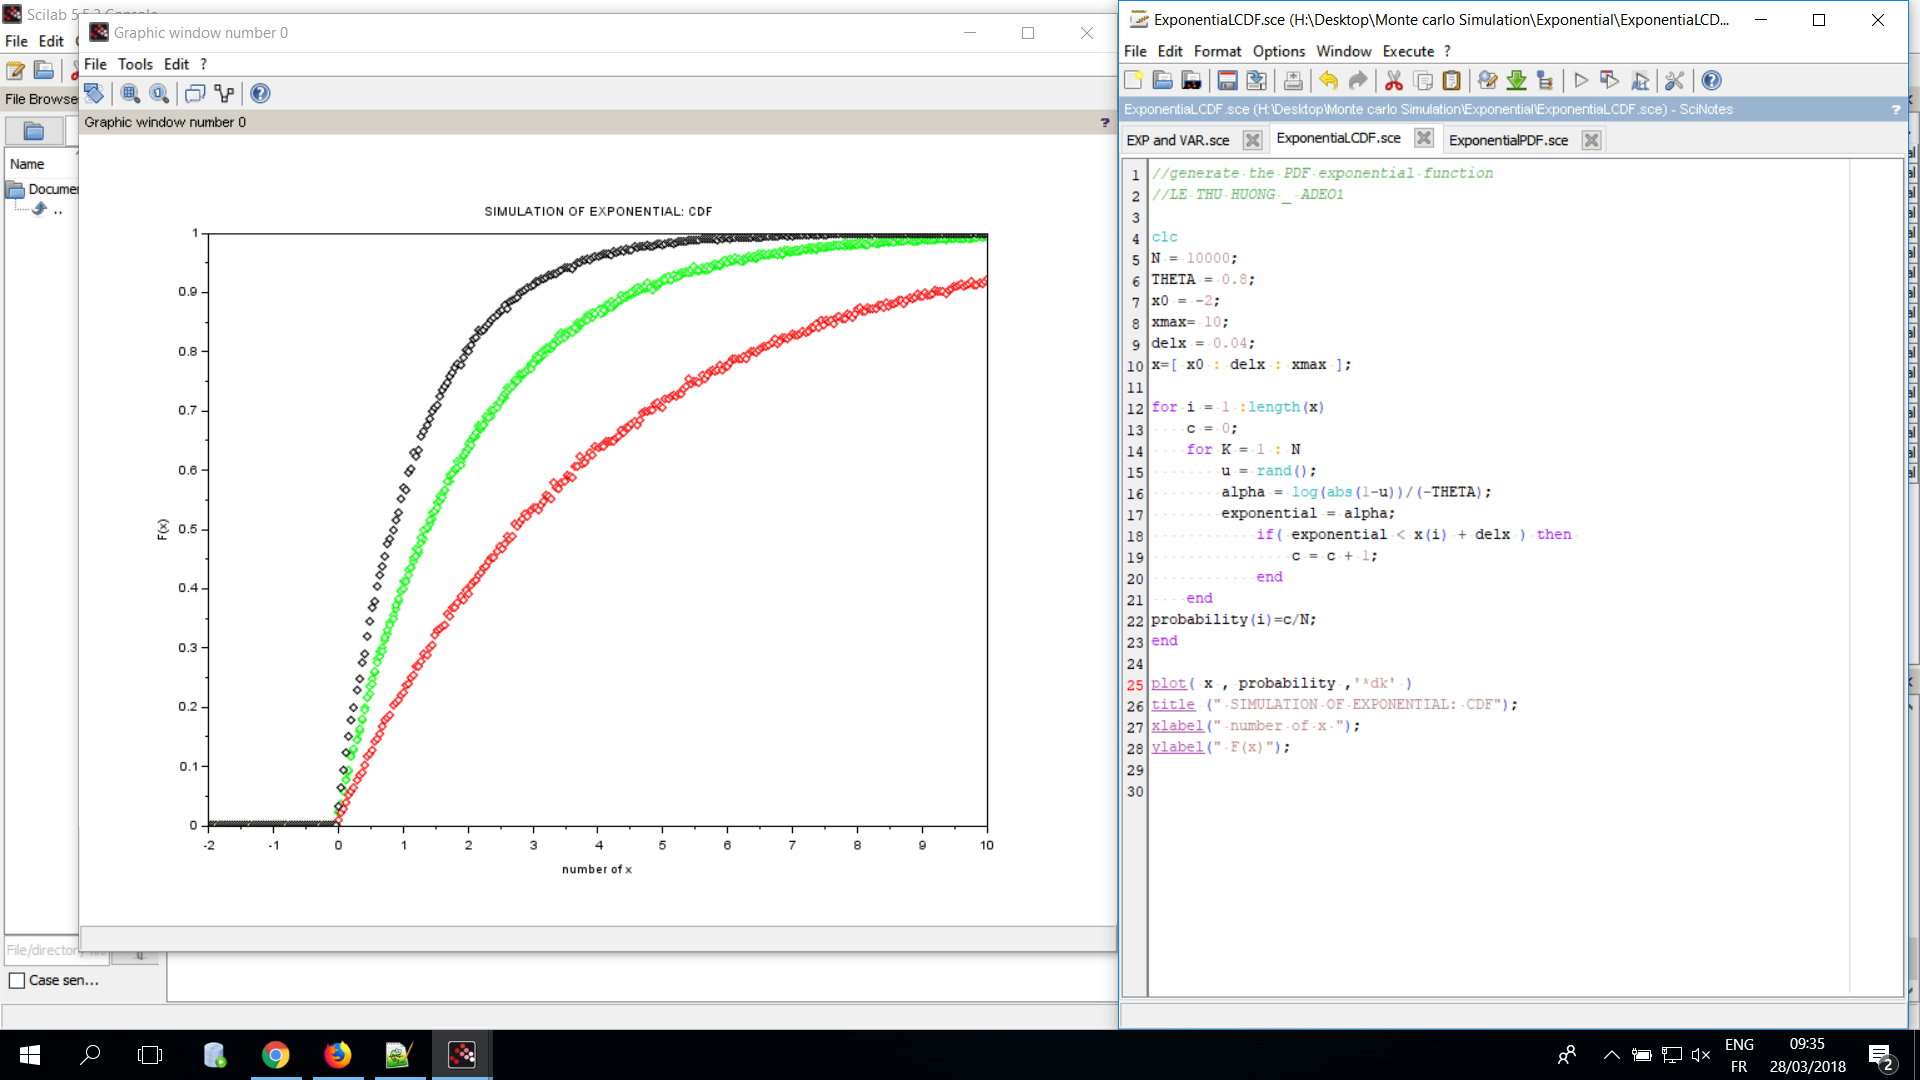 Scilab 5.5.2 Console
File Edit
File Browse
Name
Docume
..
File/director
Case sen...
Graphic window number 0
File Tools Edit ?
Graphic window number 0
?
SIMULATION OF EXPONENTIAL: CDF
1
0.9
0.8
0.7
0.6
0.5
0.4
0.3
0.2
0.1
0
F(x)
-2 -1 0 1 2 3 4 5 6 7 8 9 10
number of x
ExponentiaLCDF.sce (H:\Desktop\Monte carlo Simulation\Exponential\ExponentiaLCD...
File Edit Format Options Window Execute ?
ExponentiaLCDF.sce (H:\Desktop\Monte carlo Simulation\Exponential\ExponentiaLCDF.sce) - SciNotes
?
EXP and VAR.sce ExponentiaLCDF.sce ExponentialPDF.sce
1 //generate the PDF exponential function
2 //LE THU HUONG _ ADEO1
3
4 clc
5 N = 10000;
6 THETA = 0.8;
7 x0 = -2;
8 xmax= 10;
9 delx = 0.04;
10 x=[ x0 : delx : xmax ];
11
12 for i = 1 :length(x)
13 c = 0;
14 for K = 1 : N
15 u = rand();
16 alpha = log(abs(1-u))/(-THETA);
17 exponential = alpha;
18 if( exponential < x(i) + delx ) then
19 c = c + 1;
20 end
21 end
22 probability(i)=c/N;
23 end
24
25 plot( x , probability ,'*dk' )
26 title (" SIMULATION OF EXPONENTIAL: CDF");
27 xlabel(" number of x ");
28 ylabel(" F(x)");
29
30
ENG
FR
09:35
28/03/2018
2